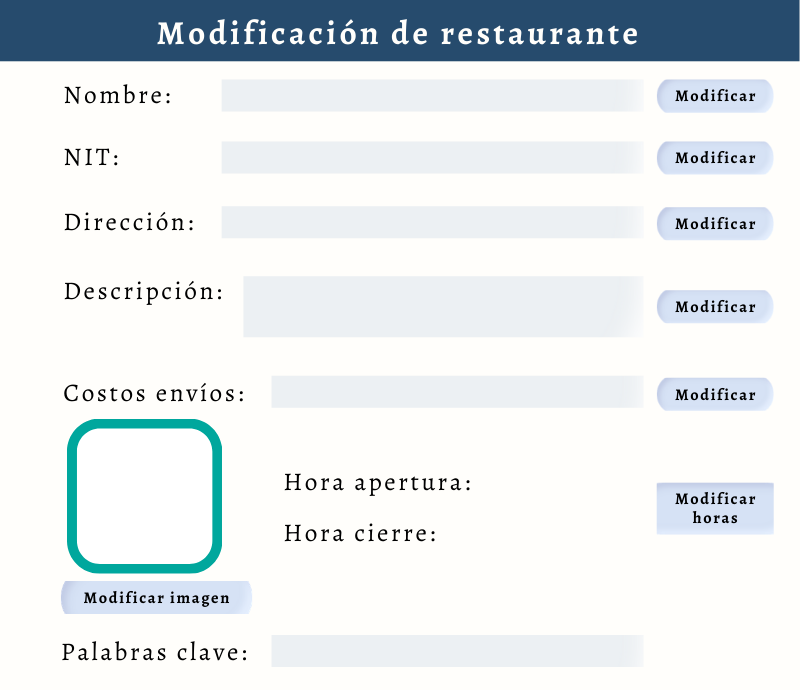 Modificación de restaurante
Nombre:
Modificar
NIT:
Modificar
Dirección:
Modificar
Descripción:
Modificar
Costos envíos:
Modificar
Hora apertura:
Modificar
horas
Hora cierre:
Modificar imagen
Palabras clave: